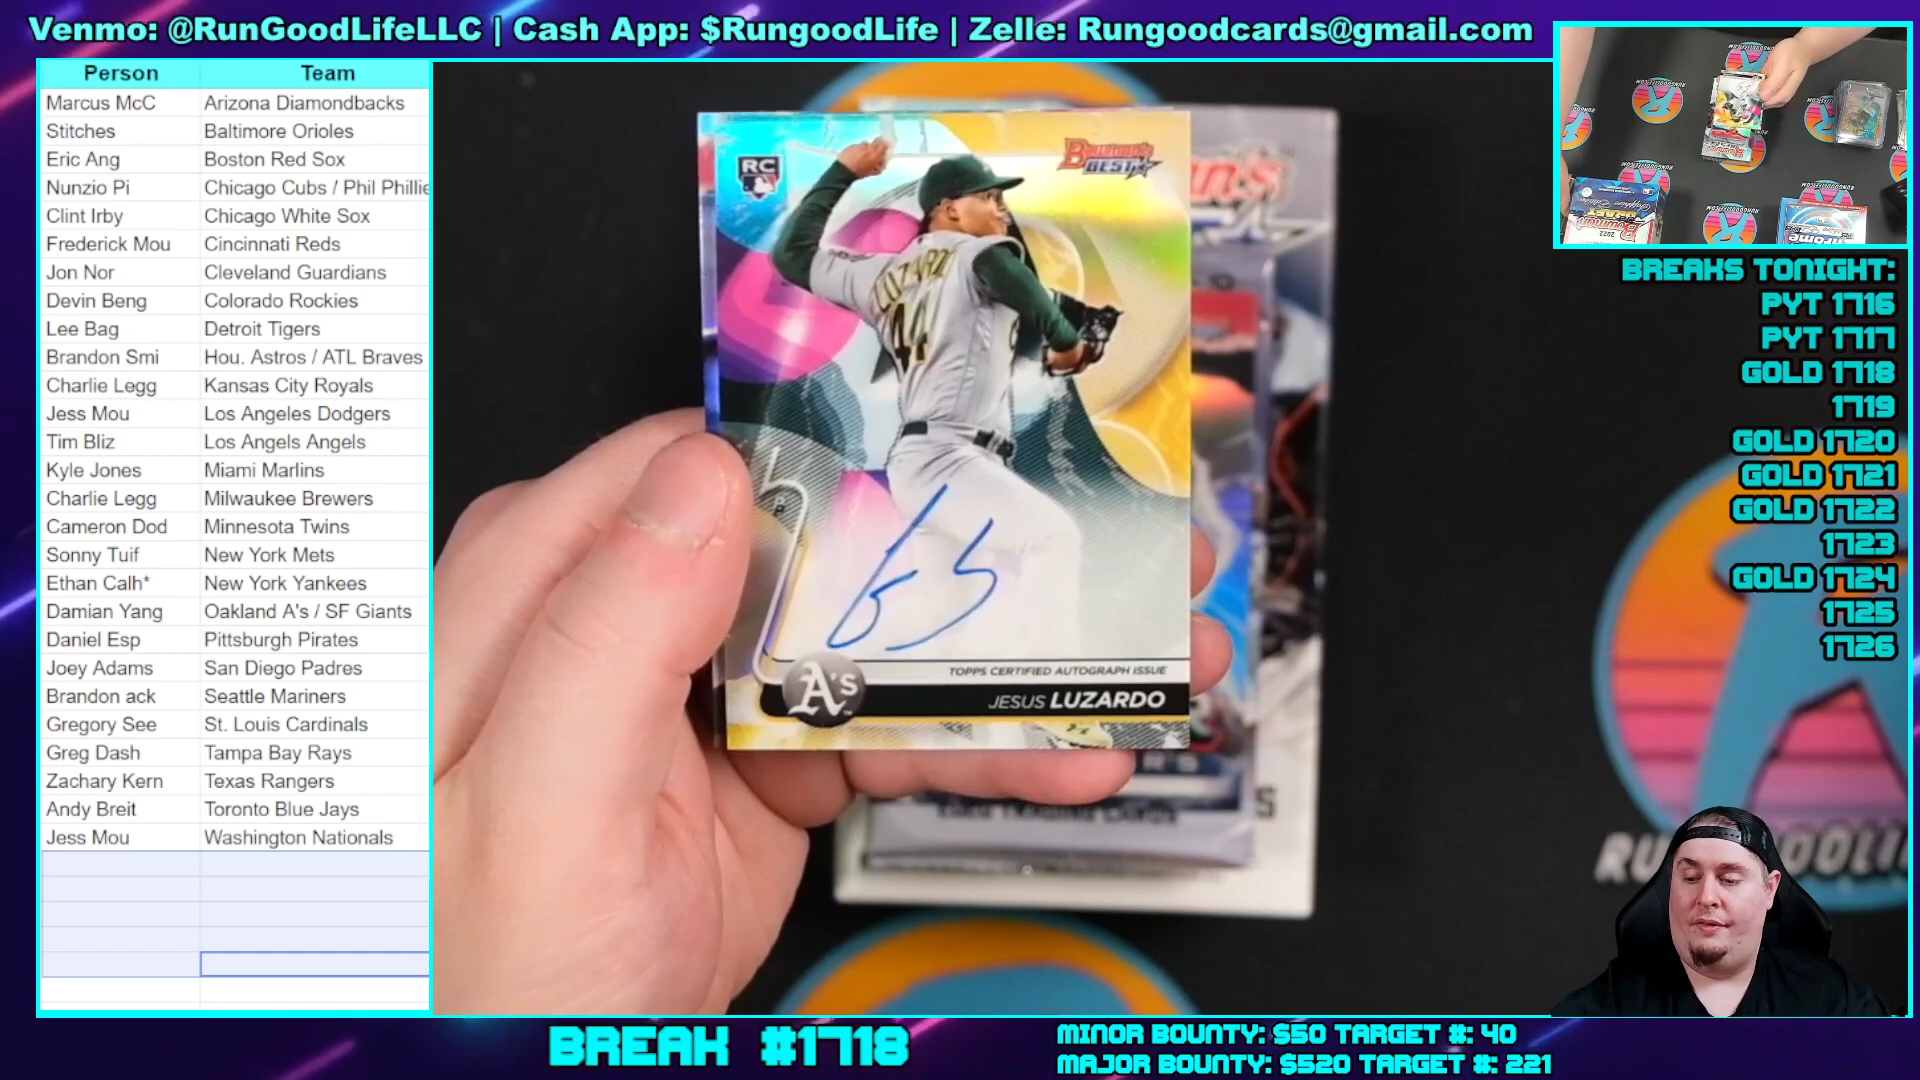 Venmo: @RunGoodLifeLLC | Cash App: $RungoodLife | Zelle: Rungoodcards@gmail.com
Person Team
Marcus McC Arizona Diamondbacks
Stitches Baltimore Orioles
Eric Ang Boston Red Sox
Nunzio Pi Chicago Cubs / Phil Phillie
Clint Irby Chicago White Sox
Frederick Mou Cincinnati Reds
Jon Nor Cleveland Guardians
Devin Beng Colorado Rockies
Lee Bag Detroit Tigers
Brandon Smi Hou. Astros / ATL Braves
Charlie Legg Kansas City Royals
Jess Mou Los Angeles Dodgers
Tim Bliz Los Angels Angels
Kyle Jones Miami Marlins
Charlie Legg Milwaukee Brewers
Cameron Dod Minnesota Twins
Sonny Tuif New York Mets
Ethan Calh* New York Yankees
Damian Yang Oakland A's / SF Giants
Daniel Esp Pittsburgh Pirates
Joey Adams San Diego Padres
Brandon ack Seattle Mariners
Gregory See St. Louis Cardinals
Greg Dash Tampa Bay Rays
Zachary Kern Texas Rangers
Andy Breit Toronto Blue Jays
Jess Mou Washington Nationals
RC
Bowman's
BEST
LUZARDO
44
TOPPS CERTIFIED AUTOGRAPH ISSUE
A's
JESUS LUZARDO
BREAKS TONIGHT:
PYT 1716
PYT 1717
GOLD 1718
1719
GOLD 1720
GOLD 1721
GOLD 1722
1723
GOLD 1724
1725
1726
BREAK #1718
MINOR BOUNTY: $50 TARGET #: 40
MAJOR BOUNTY: $520 TARGET #: 221